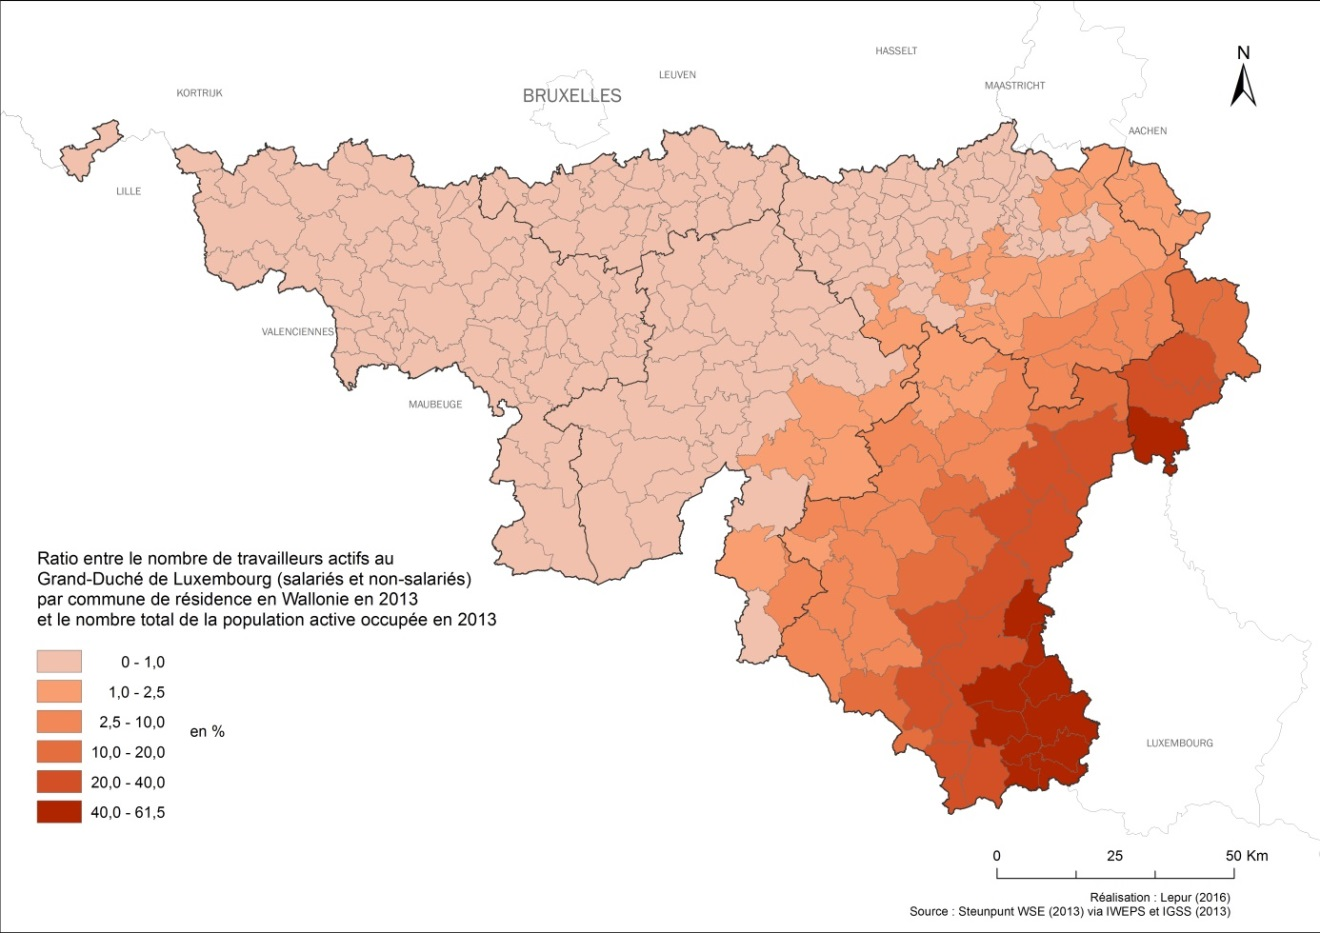 HASSELT
LEUVEN
KORTRIJK
BRUXELLES
MAASTRICHT
N
AACHEN
LILLE
VALENCIENNES
MAUBEUGE
Ratio entre le nombre de travailleurs actifs au
Grand-Duché de Luxembourg (salariés et non-salariés)
par commune de résidence en Wallonie en 2013
et le nombre total de la population active occupée en 2013
0 - 1,0
1,0 - 2,5
2,5 - 10,0
en %
10,0 - 20,0
20,0 - 40,0
40,0 - 61,5
LUXEMBOURG
0 25 50 Km
Réalisation : Lepur (2016)
Source : Steunpunt WSE (2013) via IWEPS et IGSS (2013)